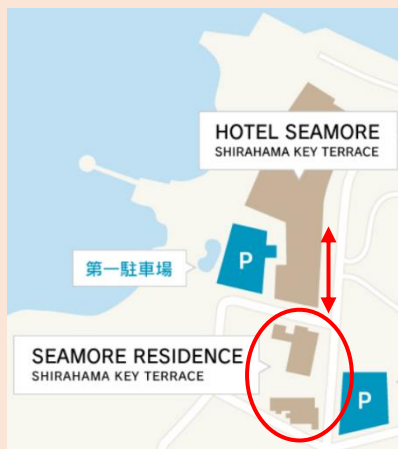 HOTEL SEAMORE
SHIRAHAMA KEY TERRACE
P
第一駐車場
SEAMORE RESIDENCE
SHIRAHAMA KEY TERRACE
P